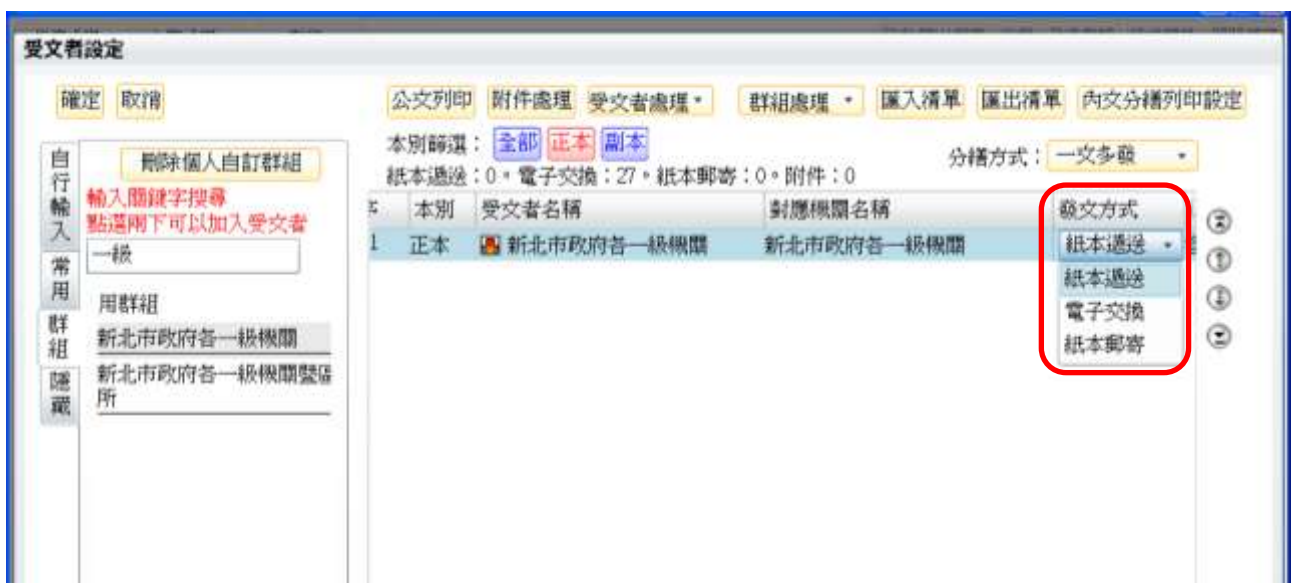 受文者設定
確定 取消 公文列印 附件處理 受文者處理 群組處理 匯入清單 匯出清單 內文分繕列印設定
本別篩選：全部 正本 副本
紙本遞送：0，電子交換：27，紙本郵寄：0，附件：0
分繕方式：一文多發
自行輸入
常用
群組
隱藏
刪除個人自訂群組
輸入關鍵字搜尋
點選兩下可以加入受文者
一級
用群組
新北市政府各一級機關
新北市政府各一級機關暨區
所
本別 受文者名稱 對應機關名稱 發文方式
1 正本 新北市政府各一級機關 新北市政府各一級機關 紙本遞送
紙本遞送
電子交換
紙本郵寄